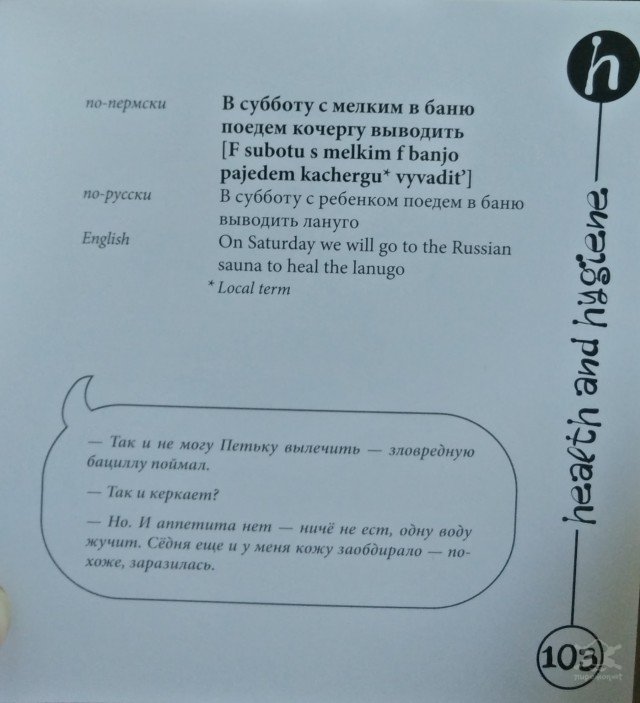 h
по-пермски
В субботу с мелким в баню
поедем кочергу выводить
[F subotu s melkim f banjo
pajedem kachergu* vyvadit’]
по-русски
В субботу с ребенком поедем в баню
выводить лануго
English
On Saturday we will go to the Russian
sauna to heal the lanugo
* Local term
— Так и не могу Петьку вылечить — зловредную
бациллу поймал.
— Так и керкает?
— Но. И аппетита нет — ничё не ест, одну воду
жучит. Сёдня еще и у меня кожу заобдирало — по-
хоже, заразилась.
health and hygiene
103